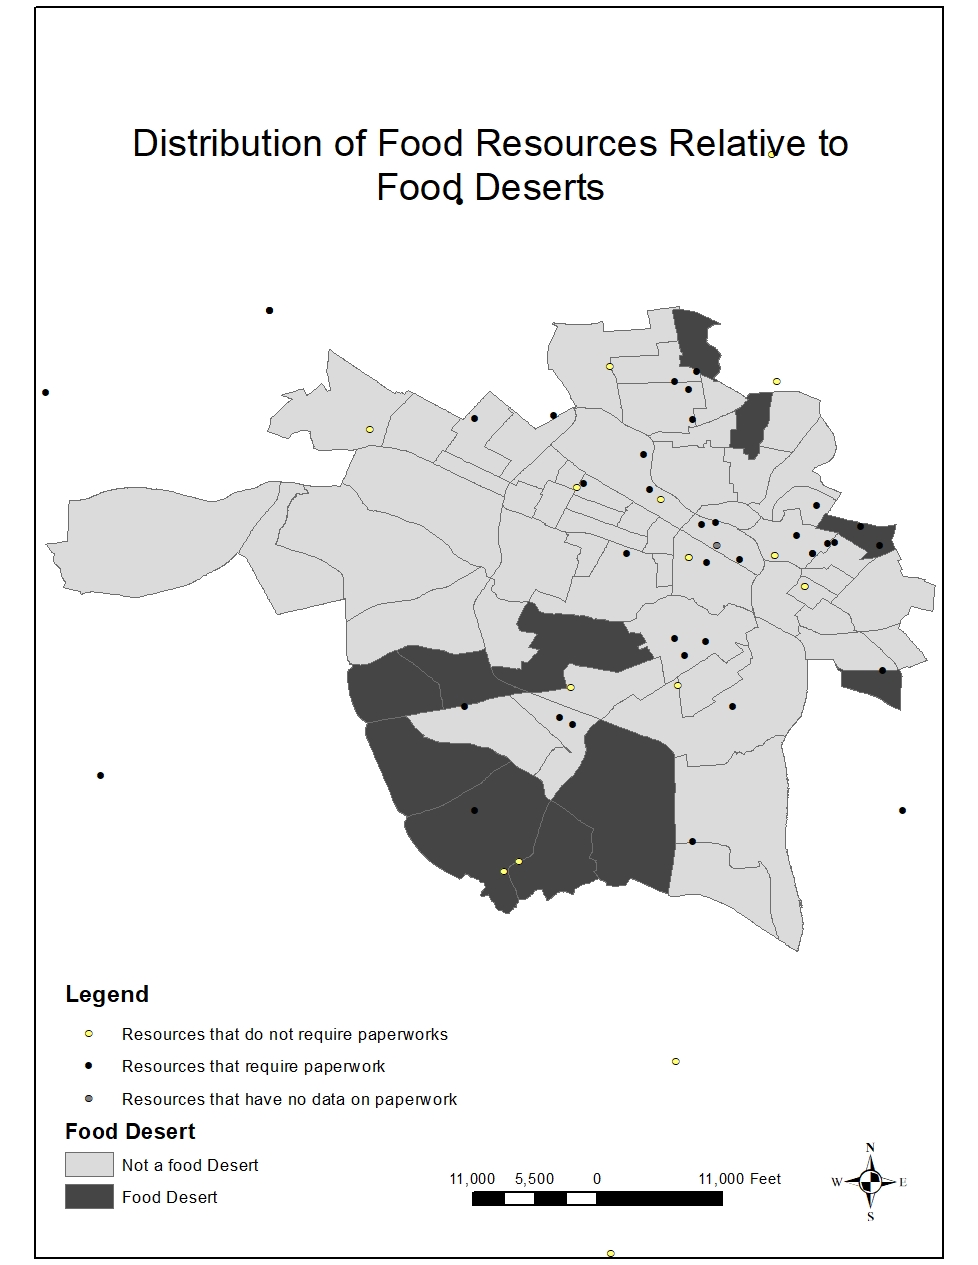 Distribution of Food Resources Relative to
Food Deserts
Legend
Resources that do not require paperworks
Resources that require paperwork
Resources that have no data on paperwork
Food Desert
Not a food Desert
Food Desert
11,000 5,500 0 11,000 Feet
N
W E
S